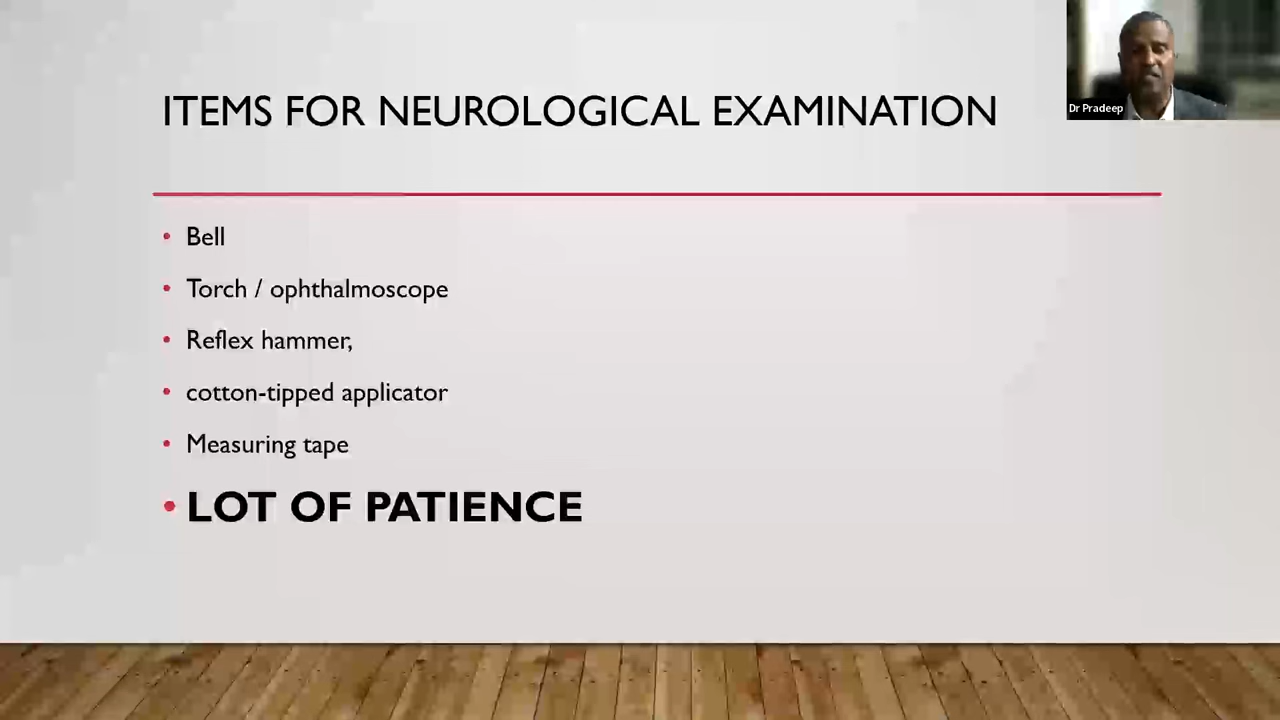 ITEMS FOR NEUROLOGICAL EXAMINATION
Dr Pradeep
• Bell
• Torch / ophthalmoscope
• Reflex hammer,
• cotton-tipped applicator
• Measuring tape
• LOT OF PATIENCE